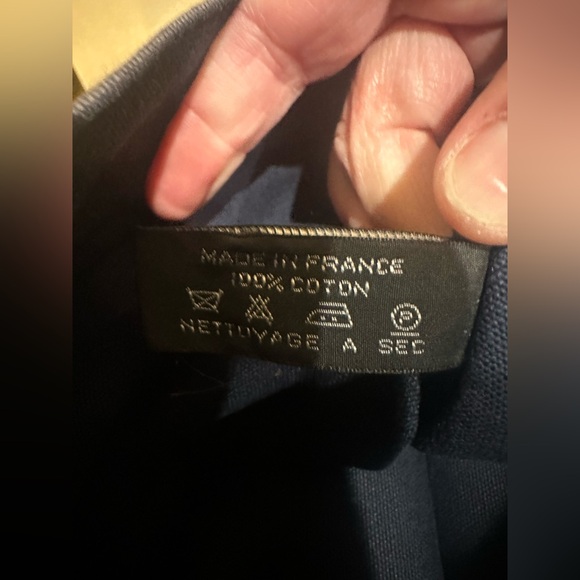 MADE IN FRANCE
100% COTON
P
NETTOYAGE A SEC